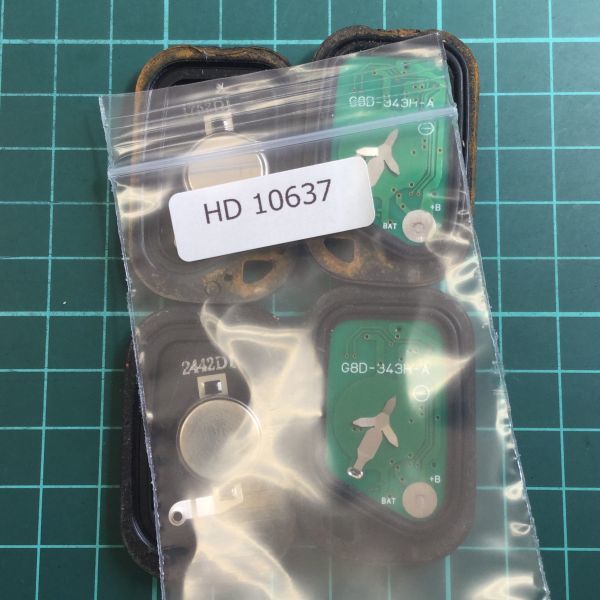 G8D-343H-A
HD 10637
+B
BAT
2442D1
G8D-343H-A
+B
BAT